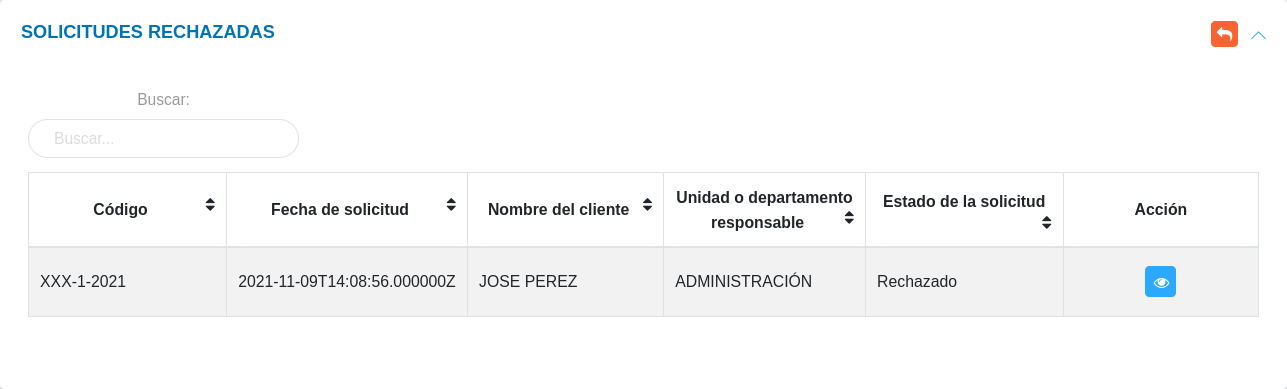 SOLICITUDES RECHAZADAS
Buscar:
Buscar...
Código Fecha de solicitud Nombre del cliente Unidad o departamento responsable Estado de la solicitud Acción
XXX-1-2021 2021-11-09T14:08:56.000000Z JOSE PEREZ ADMINISTRACIÓN Rechazado